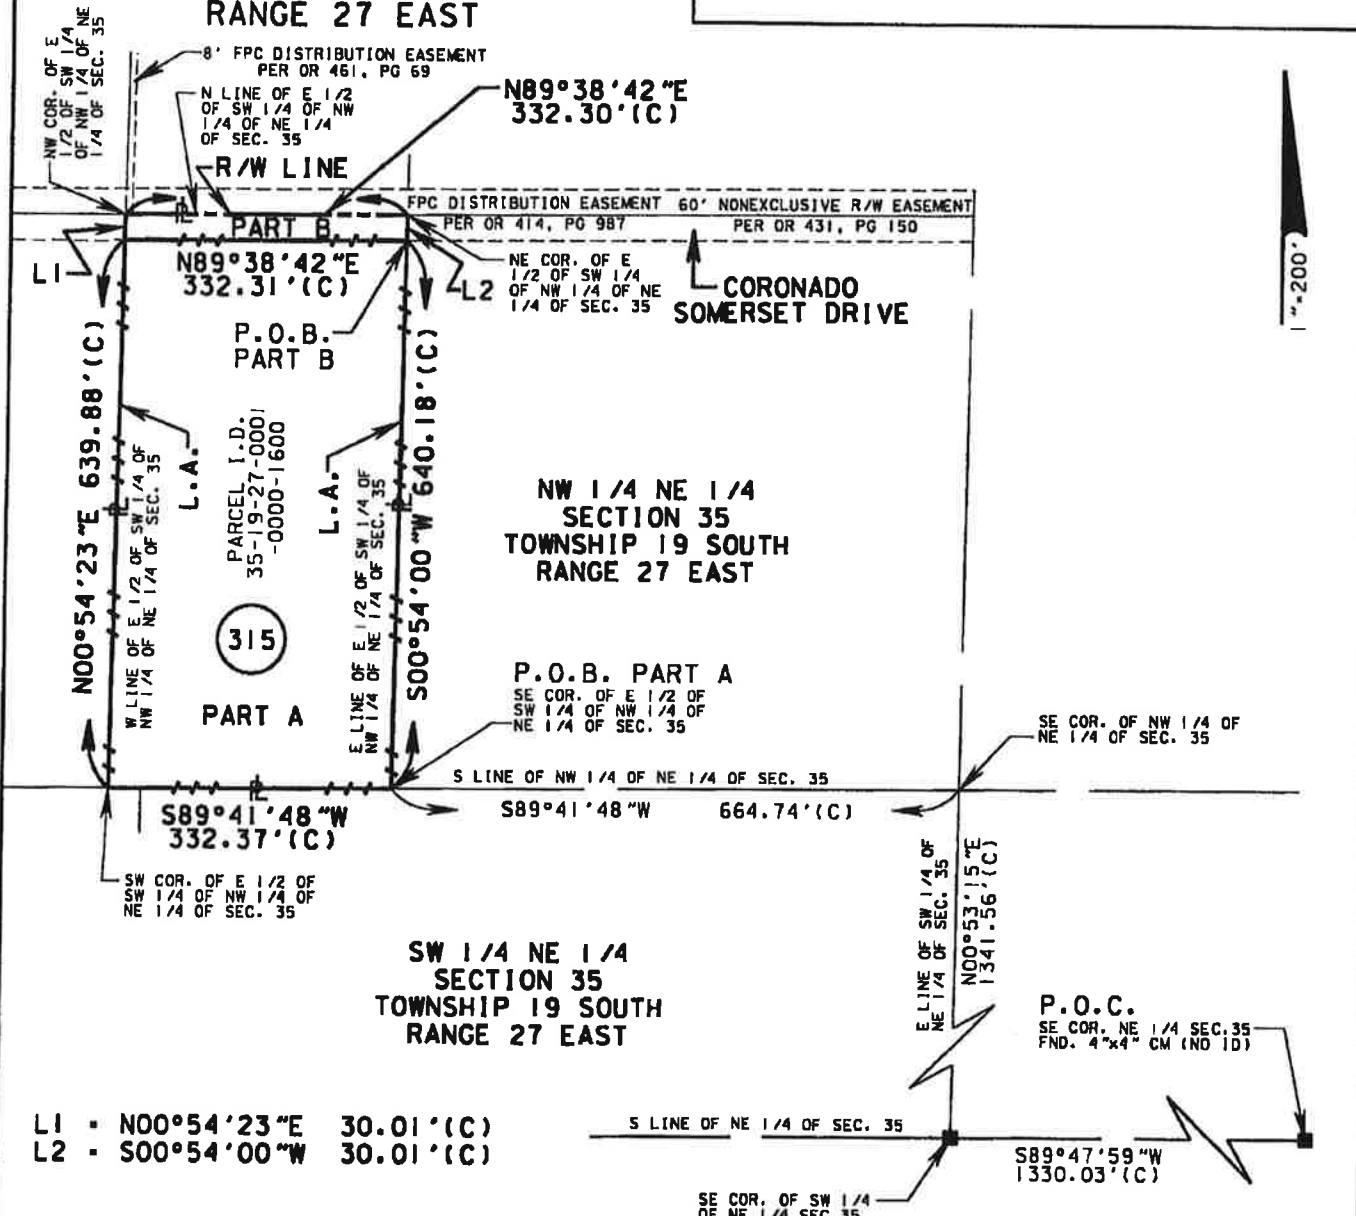 RANGE 27 EAST
NW COR. OF E
1/2 OF SW 1/4
OF NW 1/4 OF NE
1/4 OF SEC. 35
8' FPC DISTRIBUTION EASEMENT
PER OR 461, PG 69
N LINE OF E 1/2
OF SW 1/4 OF NW
1/4 OF NE 1/4
OF SEC. 35
N89°38'42"E
332.30'(C)
R/W LINE
FPC DISTRIBUTION EASEMENT
PER OR 414, PG 987
60' NONEXCLUSIVE R/W EASEMENT
PER OR 431, PG 150
PART B
L1
N89°38'42"E
332.31'(C)
L2
NE COR. OF E
1/2 OF SW 1/4
OF NW 1/4 OF NE
1/4 OF SEC. 35
CORONADO
SOMERSET DRIVE
1"=200'
P.O.B.
PART B
N00°54'23"E 639.88'(C)
W LINE OF E 1/2 OF SW 1/4 OF
NW 1/4 OF NE 1/4 OF SEC. 35
L.A.
PARCEL I.D.
35-19-27-0001
-0000-1600
L.A.
E LINE OF E 1/2 OF SW 1/4 OF
NW 1/4 OF NE 1/4 OF SEC. 35
S00°54'00"W 640.18'(C)
NW 1/4 NE 1/4
SECTION 35
TOWNSHIP 19 SOUTH
RANGE 27 EAST
315
PART A
P.O.B. PART A
SE COR. OF E 1/2 OF
SW 1/4 OF NW 1/4 OF
NE 1/4 OF SEC. 35
SE COR. OF NW 1/4 OF
NE 1/4 OF SEC. 35
S LINE OF NW 1/4 OF NE 1/4 OF SEC. 35
S89°41'48"W 664.74'(C)
S89°41'48"W
332.37'(C)
SW COR. OF E 1/2 OF
SW 1/4 OF NW 1/4 OF
NE 1/4 OF SEC. 35
E LINE OF SW 1/4 OF
NE 1/4 OF SEC. 35
N00°53'15"E
1341.56'(C)
SW 1/4 NE 1/4
SECTION 35
TOWNSHIP 19 SOUTH
RANGE 27 EAST
P.O.C.
SE COR. NE 1/4 SEC.35
FND. 4"x4" CM (NO ID)
L1 = N00°54'23"E 30.01'(C)
L2 = S00°54'00"W 30.01'(C)
S LINE OF NE 1/4 OF SEC. 35
S89°47'59"W
1330.03'(C)
SE COR. OF SW 1/4
OF NE 1/4 SEC.35